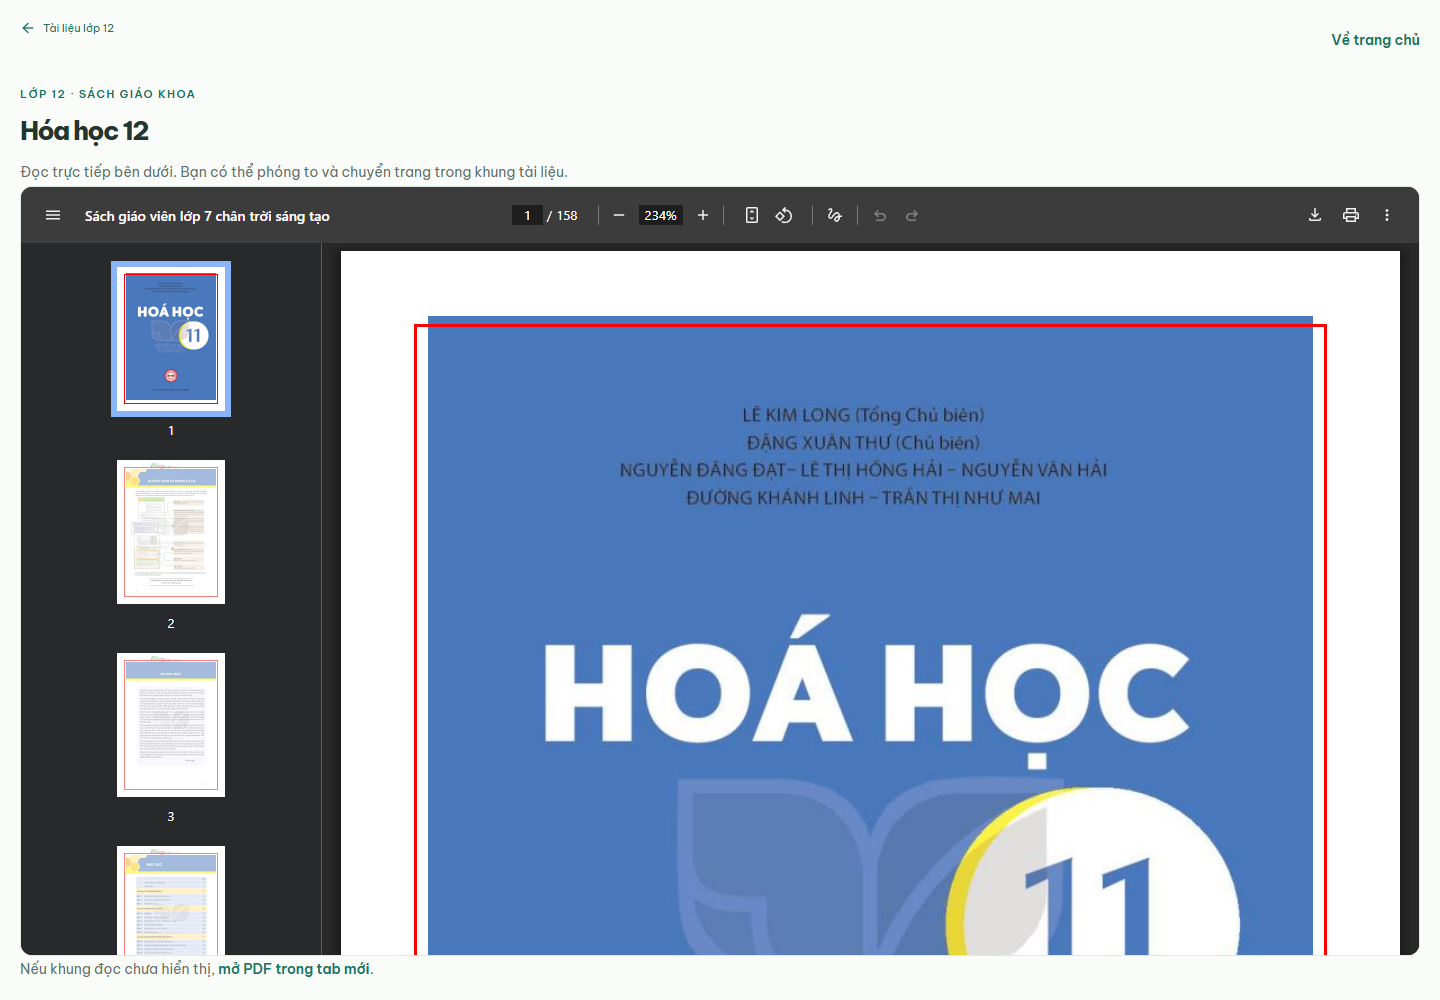 Tài liệu lớp 12
Về trang chủ
LỚP 12 · SÁCH GIÁO KHOA
Hóa học 12
Đọc trực tiếp bên dưới. Bạn có thể phóng to và chuyển trang trong khung tài liệu.
Sách giáo viên lớp 7 chân trời sáng tạo
1 / 158
234%
HOÁ HỌC
11
1
2
3
LÊ KIM LONG (Tổng Chủ biên)
ĐẶNG XUÂN THƯ (Chủ biên)
NGUYỄN ĐĂNG ĐẠT – LÊ THỊ HỒNG HẢI – NGUYỄN VĂN HẢI
ĐƯỜNG KHÁNH LINH – TRẦN THỊ NHƯ MAI
HOÁ HỌC
11
Nếu khung đọc chưa hiển thị, mở PDF trong tab mới.